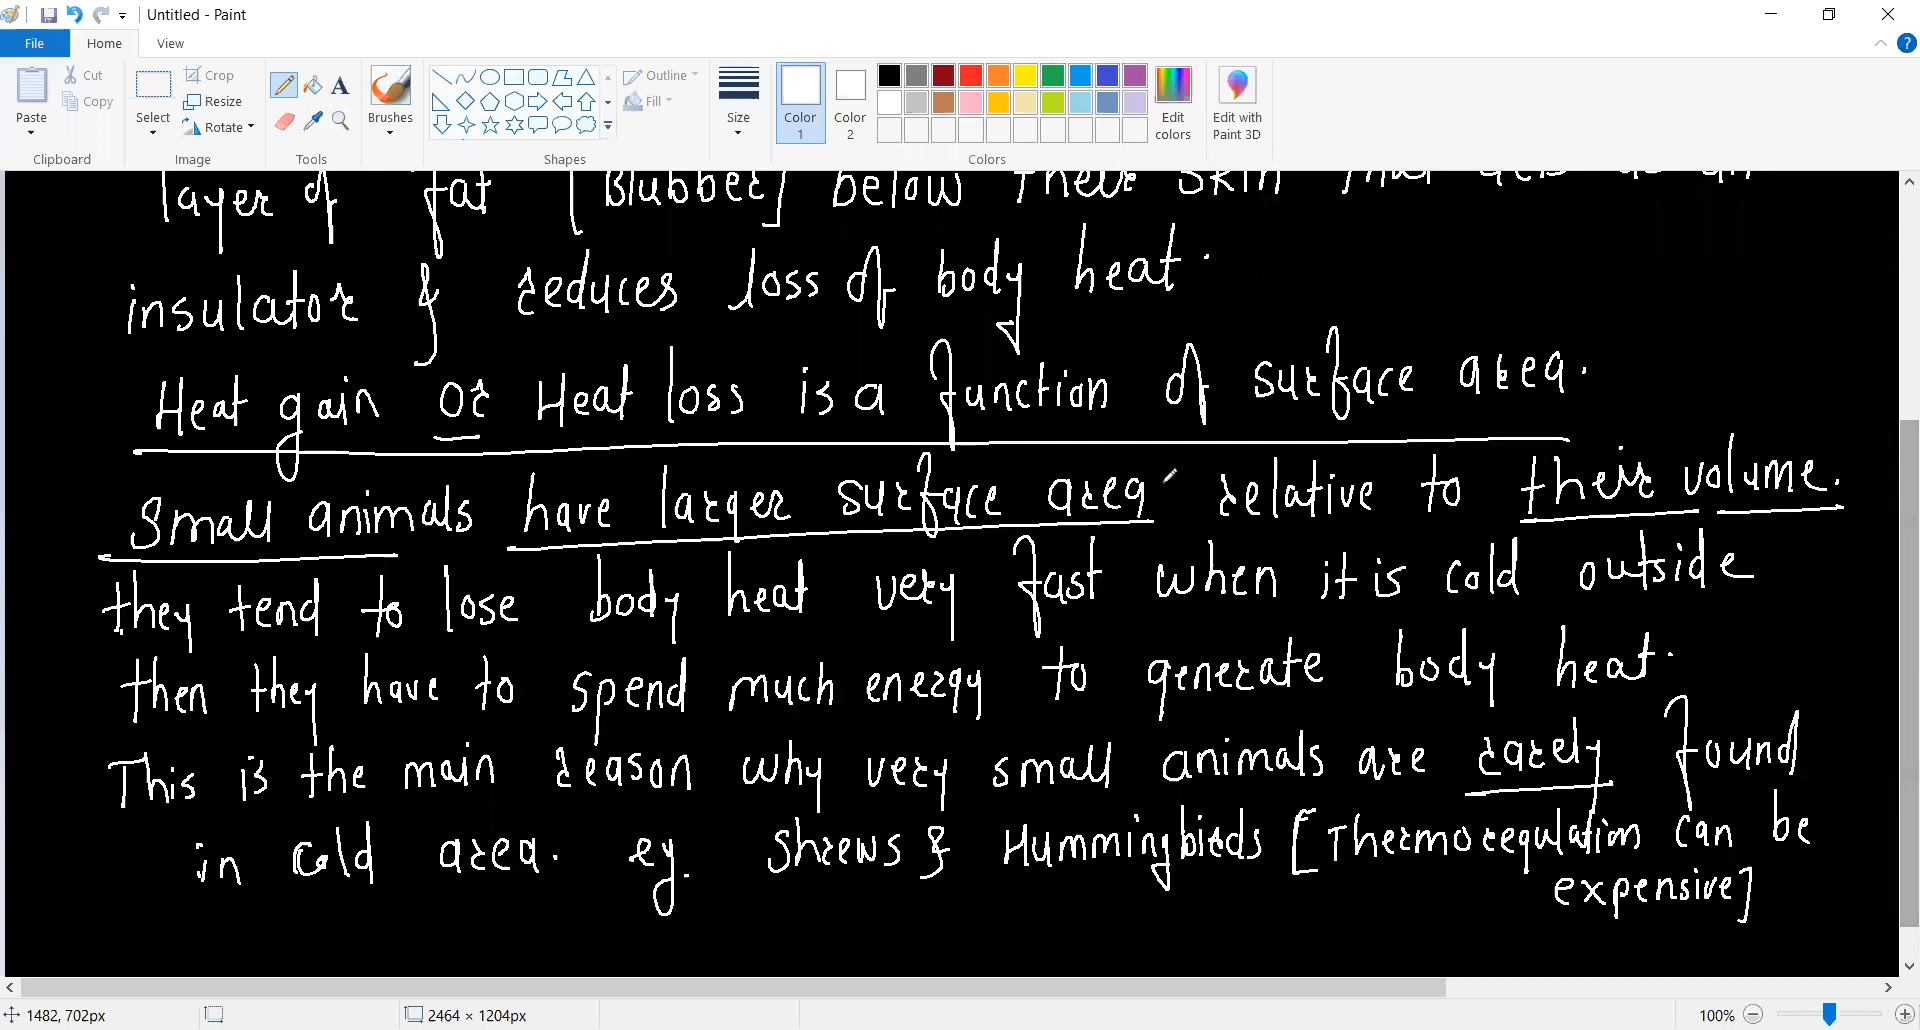 Untitled - Paint
File Home View
Cut
Copy
Paste
Clipboard
Select
Crop
Resize
Rotate
Image
Tools
Brushes
Outline
Fill
Shapes
Size
Color 1
Color 2
Edit colors
Edit with Paint 3D
Colors
layer of fat [Blubber] below their skin that acts as an
insulator & reduces loss of body heat.
Heat gain or Heat loss is a function of surface area.
Small animals have larger surface area relative to their volume.
they tend to lose body heat very fast when it is cold outside
then they have to spend much energy to generate body heat.
This is the main reason why very small animals are rarely found
in cold area. eg. Shrews & Hummingbirds [Thermoregulation can be
expensive]
1482, 702px
2464 × 1204px
100%